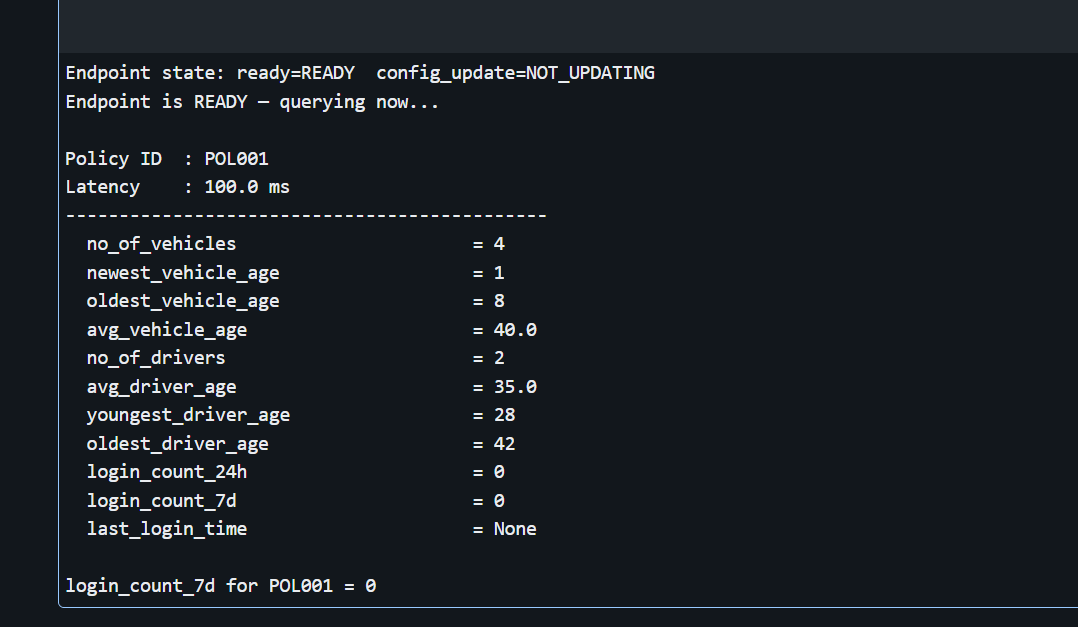 Endpoint state: ready=READY  config_update=NOT_UPDATING
Endpoint is READY — querying now...
Policy ID  : POL001
Latency    : 100.0 ms
---------------------------------------------
  no_of_vehicles                      = 4
  newest_vehicle_age                  = 1
  oldest_vehicle_age                  = 8
  avg_vehicle_age                     = 40.0
  no_of_drivers                       = 2
  avg_driver_age                      = 35.0
  youngest_driver_age                 = 28
  oldest_driver_age                   = 42
  login_count_24h                     = 0
  login_count_7d                      = 0
  last_login_time                     = None
login_count_7d for POL001 = 0